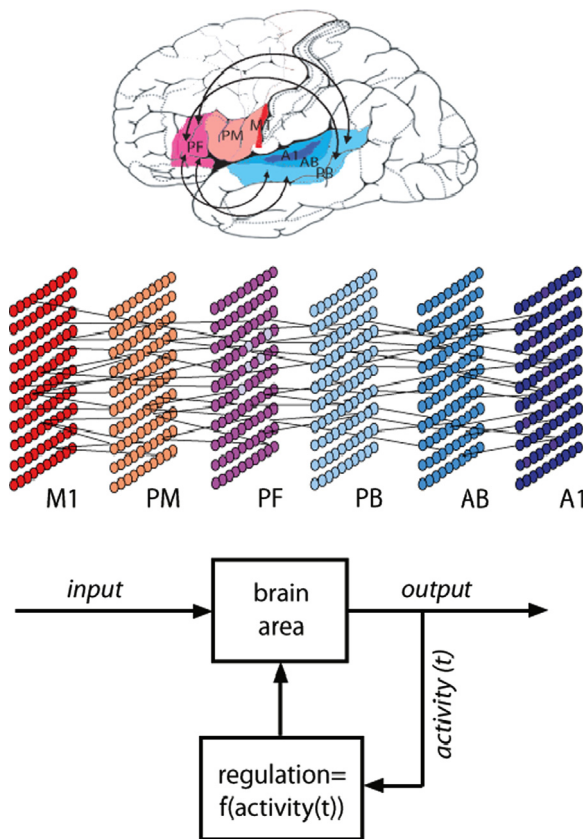 PF PM M1 A1 AB PB
M1 PM PF PB AB A1
input
brain
area
output
activity (t)
regulation=
f(activity(t))